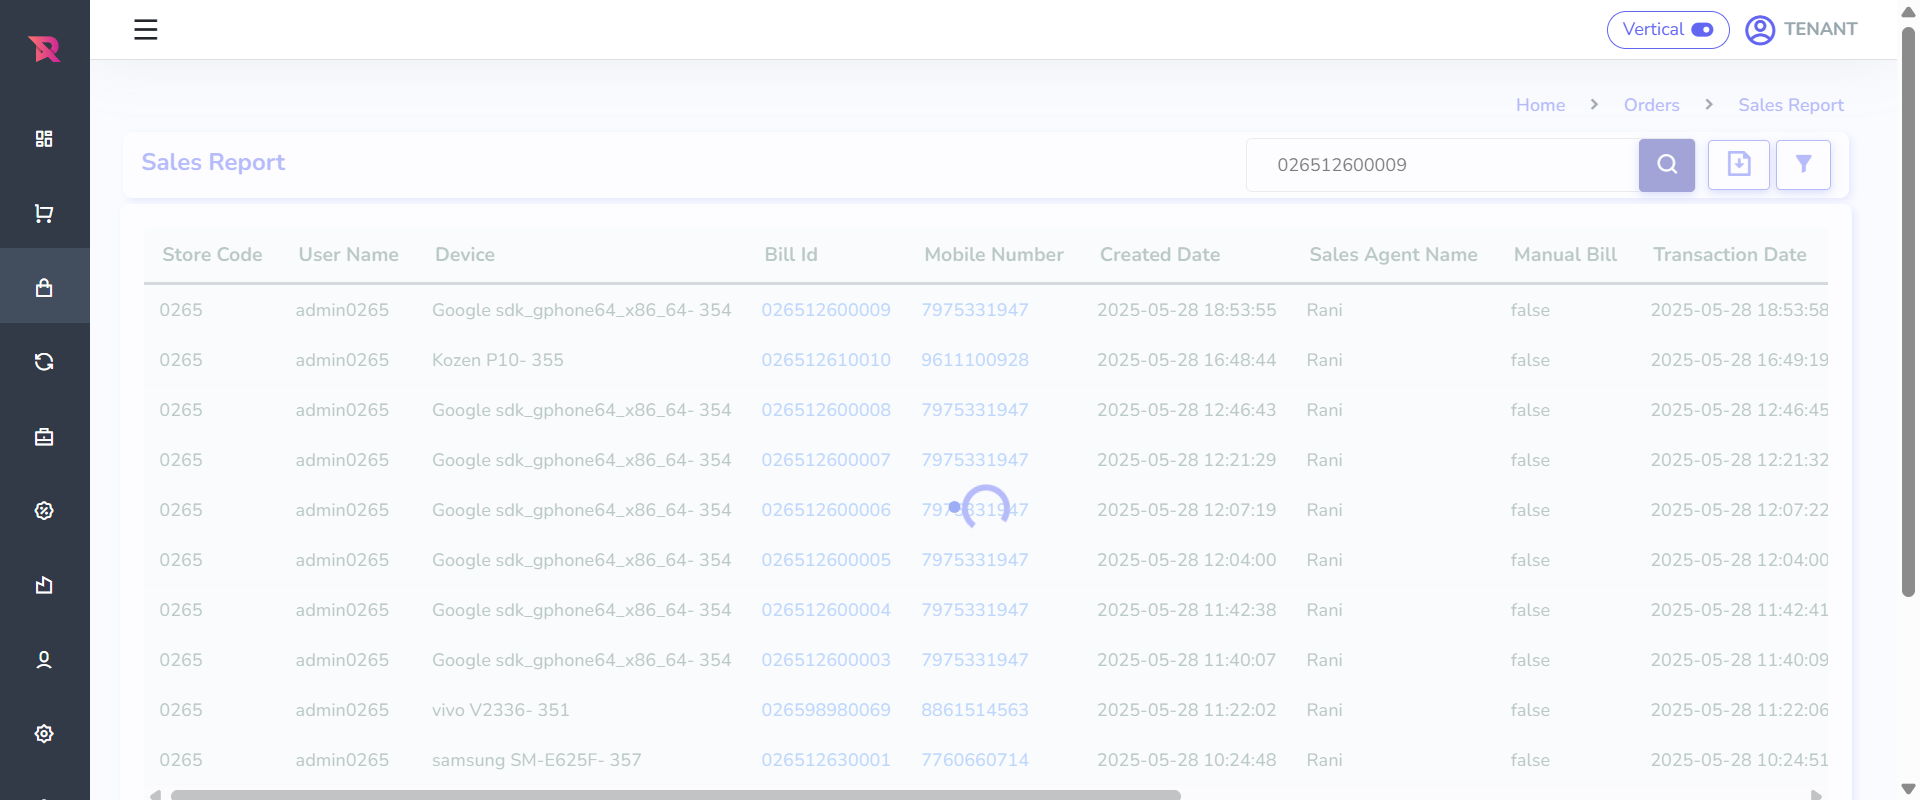 Vertical TENANT
Home > Orders > Sales Report
Sales Report 026512600009
Store Code User Name Device Bill Id Mobile Number Created Date Sales Agent Name Manual Bill Transaction Date
0265 admin0265 Google sdk_gphone64_x86_64- 354 026512600009 7975331947 2025-05-28 18:53:55 Rani false 2025-05-28 18:53:58
0265 admin0265 Kozen P10- 355 026512610010 9611100928 2025-05-28 16:48:44 Rani false 2025-05-28 16:49:19
0265 admin0265 Google sdk_gphone64_x86_64- 354 026512600008 7975331947 2025-05-28 12:46:43 Rani false 2025-05-28 12:46:45
0265 admin0265 Google sdk_gphone64_x86_64- 354 026512600007 7975331947 2025-05-28 12:21:29 Rani false 2025-05-28 12:21:32
0265 admin0265 Google sdk_gphone64_x86_64- 354 026512600006 7975331947 2025-05-28 12:07:19 Rani false 2025-05-28 12:07:22
0265 admin0265 Google sdk_gphone64_x86_64- 354 026512600005 7975331947 2025-05-28 12:04:00 Rani false 2025-05-28 12:04:00
0265 admin0265 Google sdk_gphone64_x86_64- 354 026512600004 7975331947 2025-05-28 11:42:38 Rani false 2025-05-28 11:42:41
0265 admin0265 Google sdk_gphone64_x86_64- 354 026512600003 7975331947 2025-05-28 11:40:07 Rani false 2025-05-28 11:40:09
0265 admin0265 vivo V2336- 351 026598980069 8861514563 2025-05-28 11:22:02 Rani false 2025-05-28 11:22:06
0265 admin0265 samsung SM-E625F- 357 026512630001 7760660714 2025-05-28 10:24:48 Rani false 2025-05-28 10:24:51